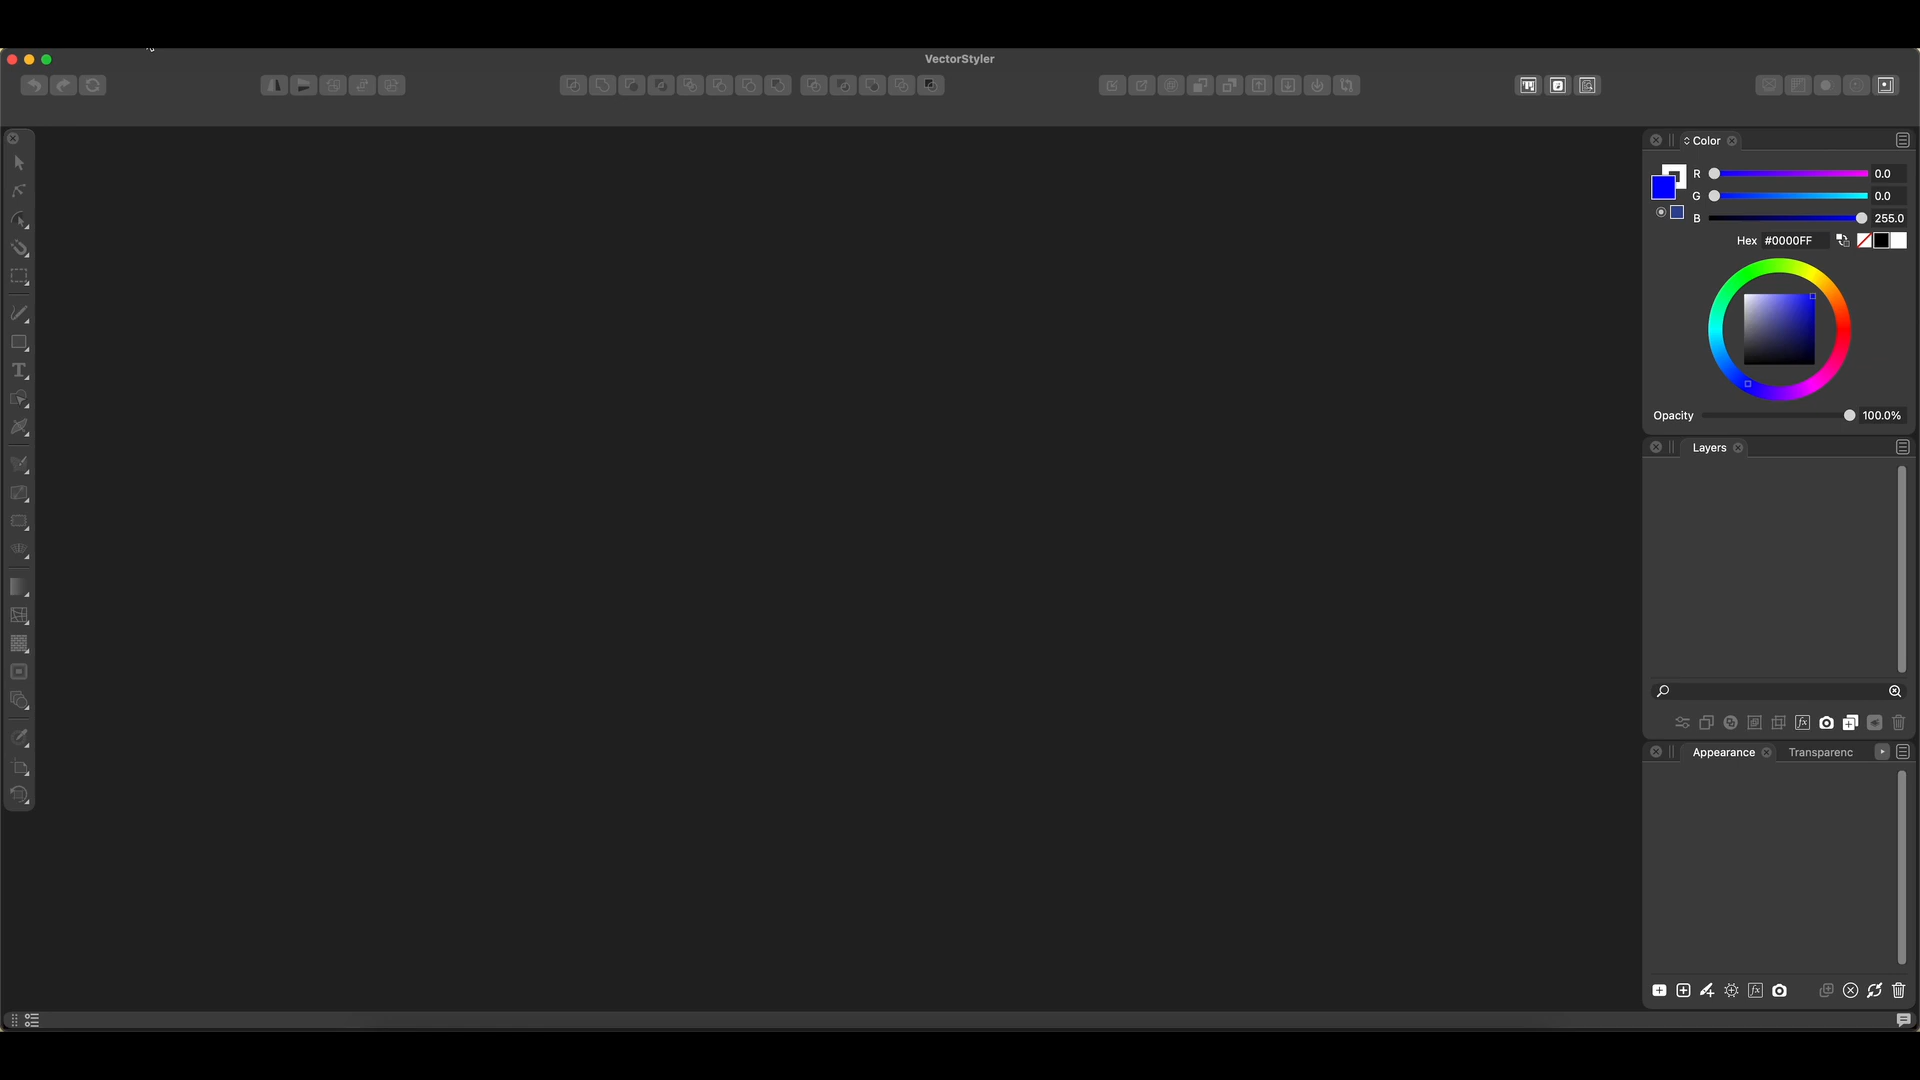 VectorStyler
Color
R 0.0
G 0.0
B 255.0
Hex #0000FF
Opacity 100.0%
Layers
Appearance Transparenc